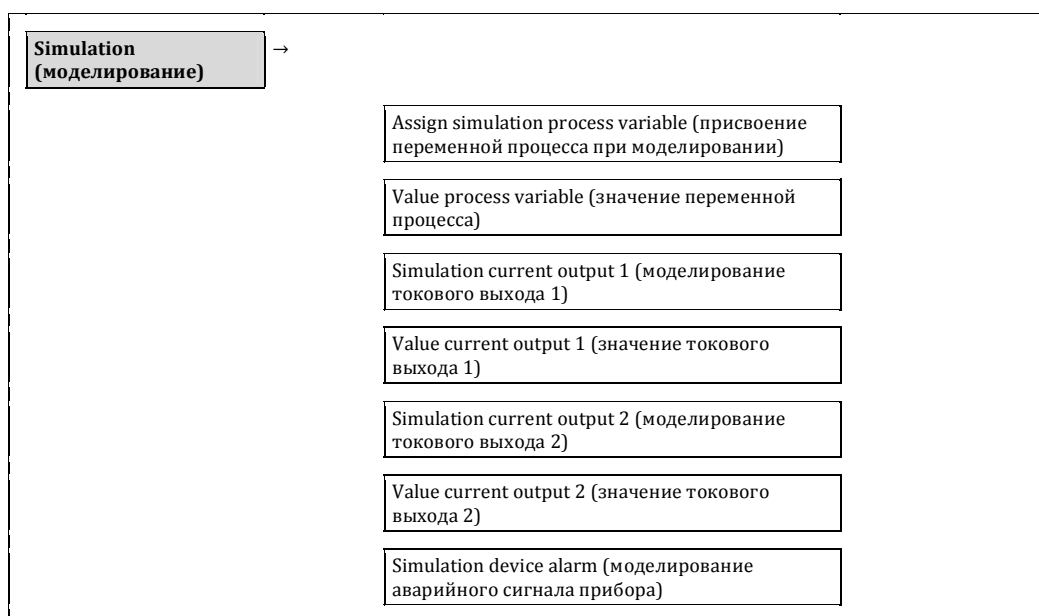 Simulation →
(моделирование)
Assign simulation process variable (присвоение
переменной процесса при моделировании)
Value process variable (значение переменной
процесса)
Simulation current output 1 (моделирование
токового выхода 1)
Value current output 1 (значение токового
выхода 1)
Simulation current output 2 (моделирование
токового выхода 2)
Value current output 2 (значение токового
выхода 2)
Simulation device alarm (моделирование
аварийного сигнала прибора)